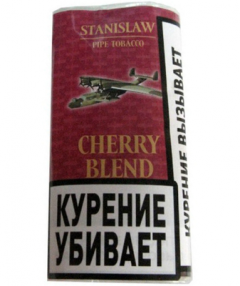 STANISLAW
PIPE TOBACCO
CHERRY
BLEND
КУРЕНИЕ
УБИВАЕТ
КУРЕНИЕ ВЫЗЫВАЕТ